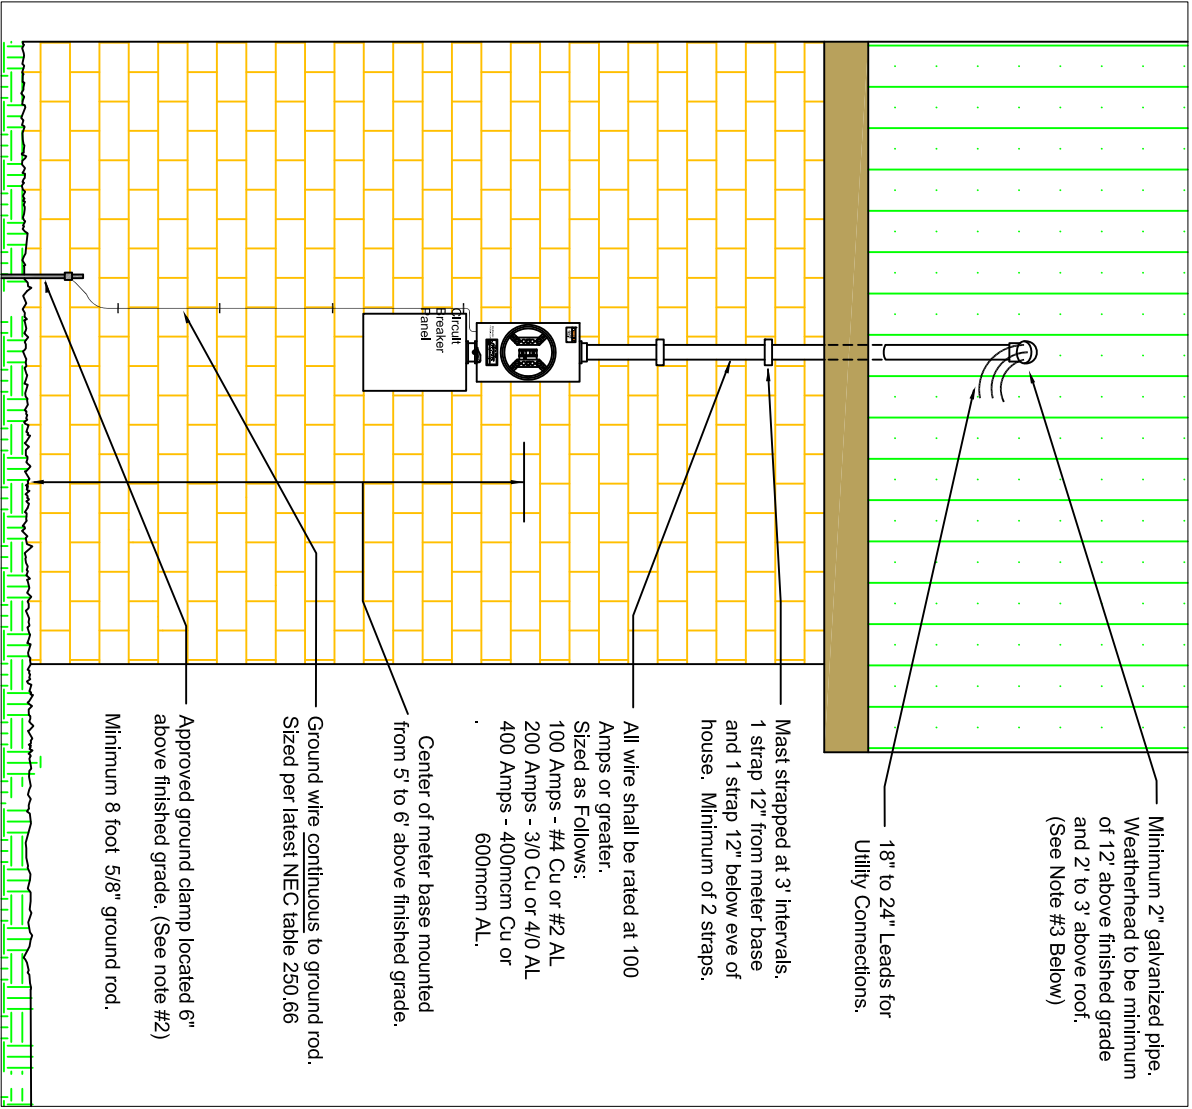 Minimum 2" galvanized pipe.
Weatherhead to be minimum
of 12' above finished grade
and 2' to 3' above roof.
(See Note #3 Below)
18" to 24" Leads for
Utility Connections.
Mast strapped at 3' intervals.
1 strap 12" from meter base
and 1 strap 12" below eve of
house.  Minimum of 2 straps.
All wire shall be rated at 100
Amps or greater.
Sized as Follows:
100 Amps - #4 Cu or #2 AL
200 Amps - 3/0 Cu or 4/0 AL
400 Amps - 400mcm Cu or
600mcm AL.
.
Circuit
Breaker
Panel
Center of meter base mounted
from 5' to 6' above finished grade.
Ground wire continuous to ground rod.
Sized per latest NEC table 250.66
Approved ground clamp located 6"
above finished grade. (See note #2)
Minimum 8 foot  5/8" ground rod.